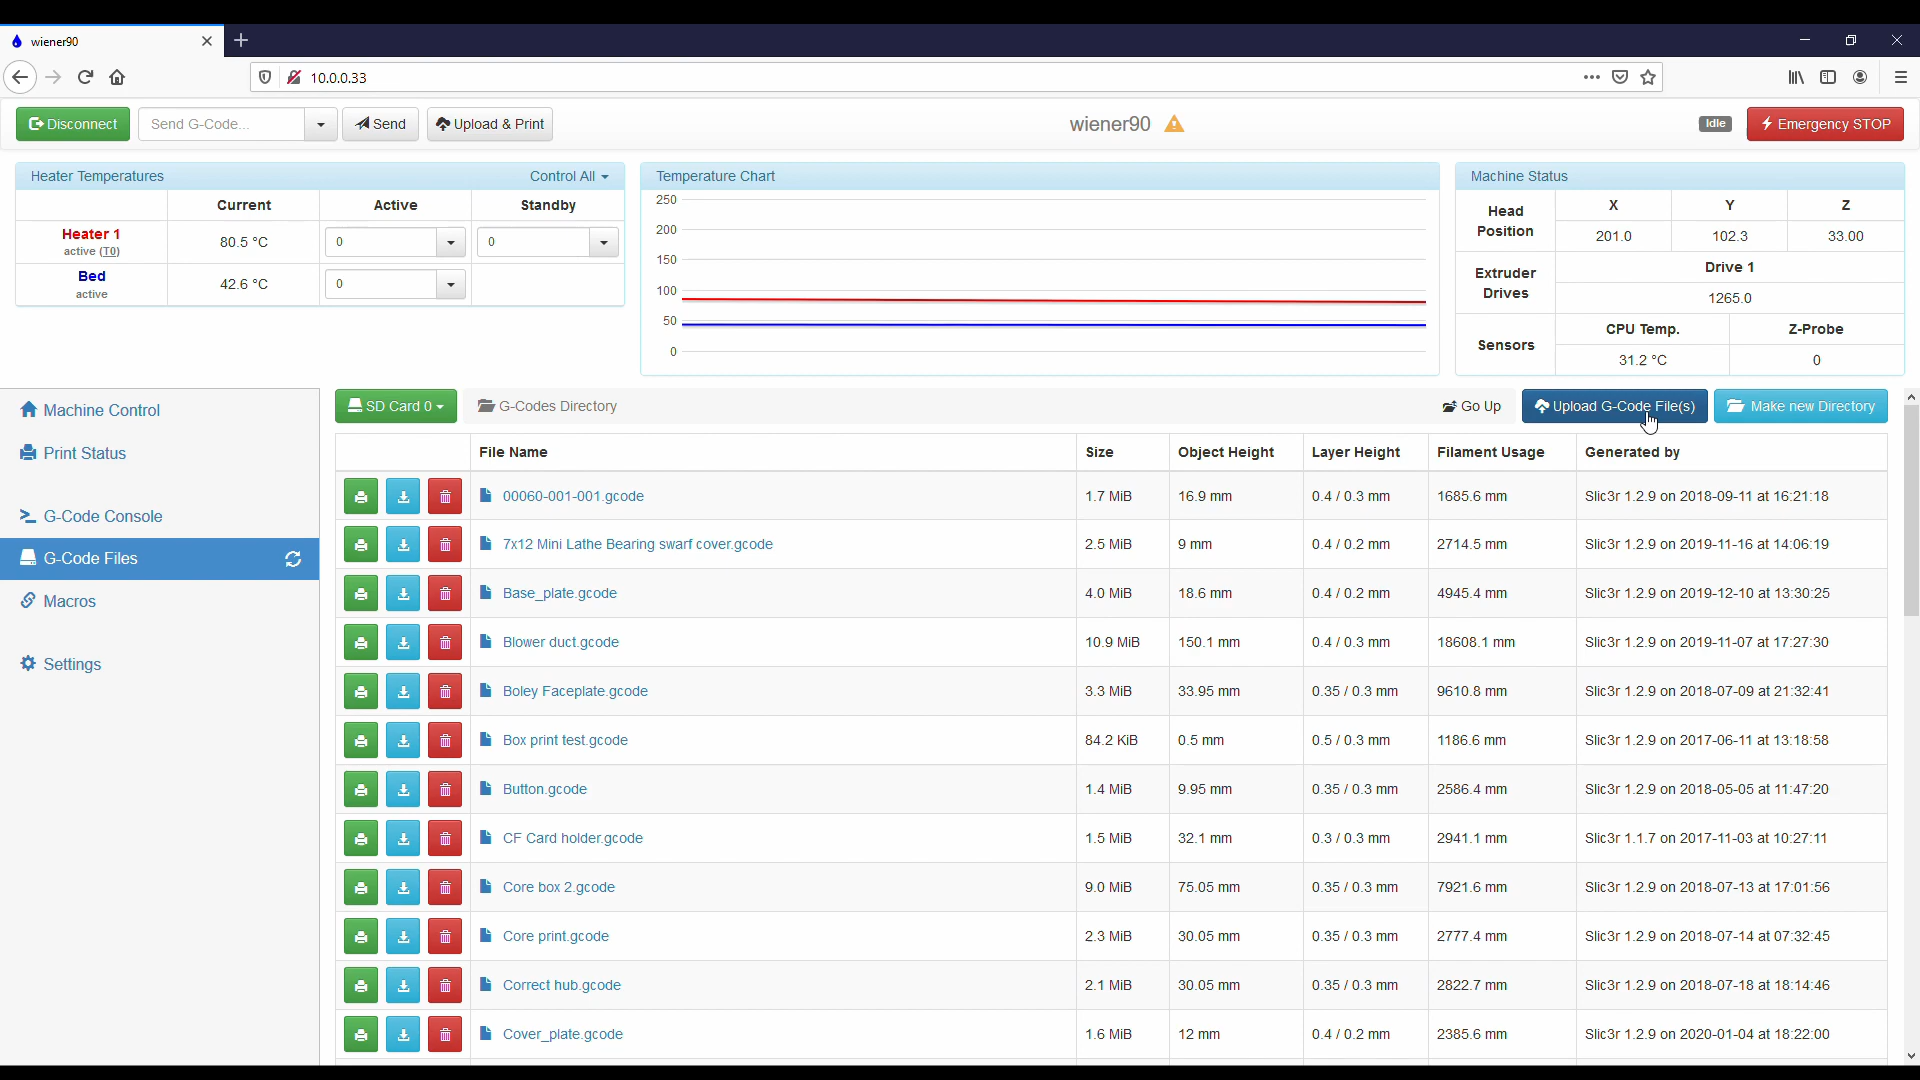 wiener90
10.0.0.33
Disconnect
Send G-Code...
Send
Upload & Print
wiener90
Idle
Emergency STOP
Heater Temperatures
Control All
Current Active Standby
Heater 1
active (T0)
80.5 °C 0 0
Bed
active
42.6 °C 0
Temperature Chart
250
200
150
100
50
0
Machine Status
Head Position
X Y Z
201.0 102.3 33.00
Extruder Drives
Drive 1
1265.0
Sensors
CPU Temp. Z-Probe
31.2 °C 0
Machine Control
Print Status
G-Code Console
G-Code Files
Macros
Settings
SD Card 0
G-Codes Directory
Go Up
Upload G-Code File(s)
Make new Directory
File Name Size Object Height Layer Height Filament Usage Generated by
00060-001-001.gcode 1.7 MiB 16.9 mm 0.4 / 0.3 mm 1685.6 mm Slic3r 1.2.9 on 2018-09-11 at 16:21:18
7x12 Mini Lathe Bearing swarf cover.gcode 2.5 MiB 9 mm 0.4 / 0.2 mm 2714.5 mm Slic3r 1.2.9 on 2019-11-16 at 14:06:19
Base_plate.gcode 4.0 MiB 18.6 mm 0.4 / 0.2 mm 4945.4 mm Slic3r 1.2.9 on 2019-12-10 at 13:30:25
Blower duct.gcode 10.9 MiB 150.1 mm 0.4 / 0.3 mm 18608.1 mm Slic3r 1.2.9 on 2019-11-07 at 17:27:30
Boley Faceplate.gcode 3.3 MiB 33.95 mm 0.35 / 0.3 mm 9610.8 mm Slic3r 1.2.9 on 2018-07-09 at 21:32:41
Box print test.gcode 84.2 KiB 0.5 mm 0.5 / 0.3 mm 1186.6 mm Slic3r 1.2.9 on 2017-06-11 at 13:18:58
Button.gcode 1.4 MiB 9.95 mm 0.35 / 0.3 mm 2586.4 mm Slic3r 1.2.9 on 2018-05-05 at 11:47:20
CF Card holder.gcode 1.5 MiB 32.1 mm 0.3 / 0.3 mm 2941.1 mm Slic3r 1.1.7 on 2017-11-03 at 10:27:11
Core box 2.gcode 9.0 MiB 75.05 mm 0.35 / 0.3 mm 7921.6 mm Slic3r 1.2.9 on 2018-07-13 at 17:01:56
Core print.gcode 2.3 MiB 30.05 mm 0.35 / 0.3 mm 2777.4 mm Slic3r 1.2.9 on 2018-07-14 at 07:32:45
Correct hub.gcode 2.1 MiB 30.05 mm 0.35 / 0.3 mm 2822.7 mm Slic3r 1.2.9 on 2018-07-18 at 18:14:46
Cover_plate.gcode 1.6 MiB 12 mm 0.4 / 0.2 mm 2385.6 mm Slic3r 1.2.9 on 2020-01-04 at 18:22:00